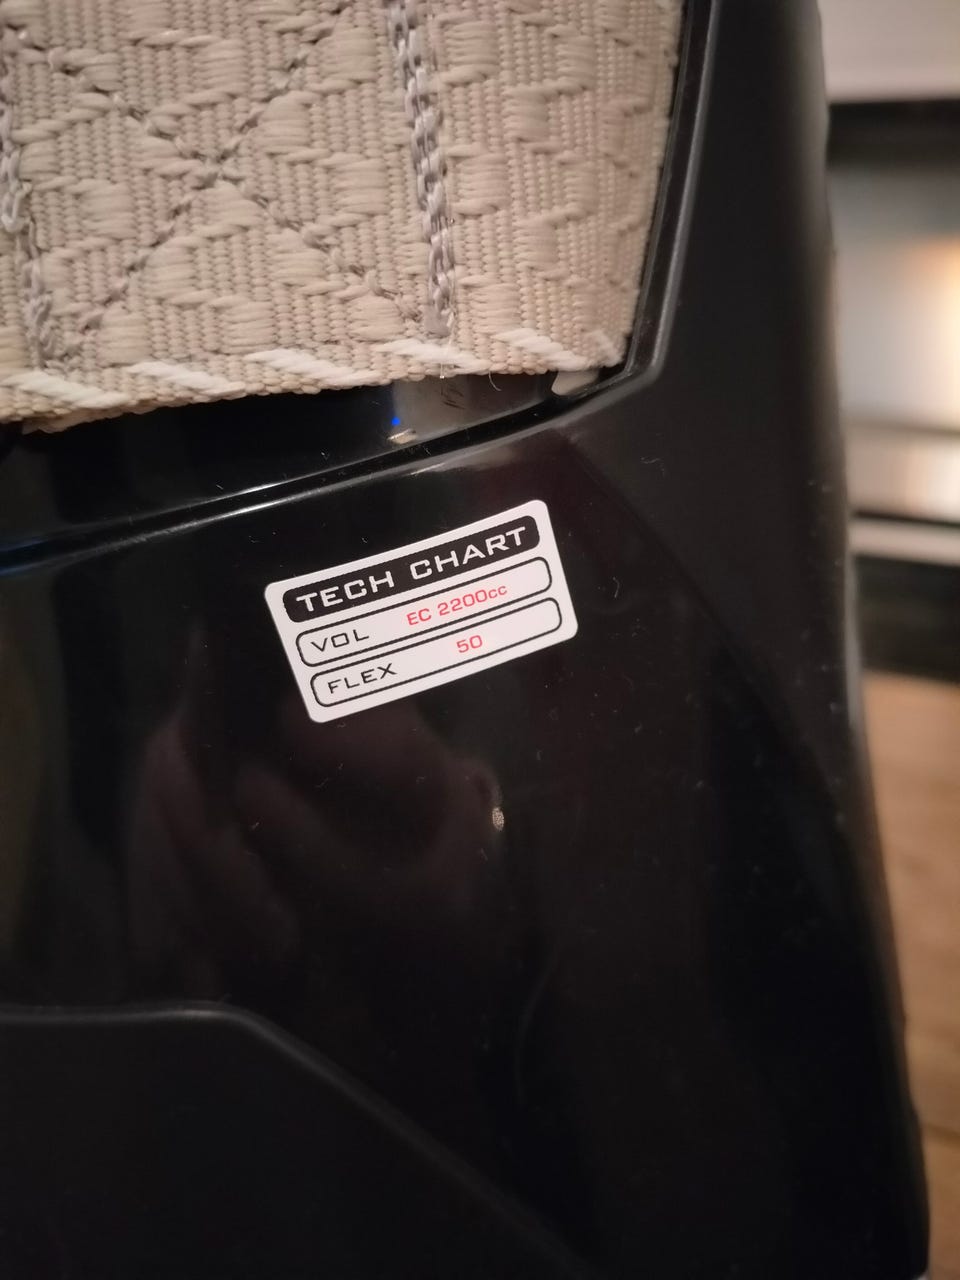 TECH CHART
VOL EC 2200cc
FLEX 50